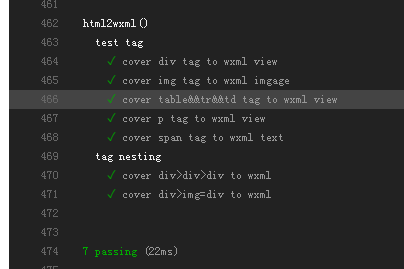 461
462 html2wxml()
463 test tag
464 ✓ cover div tag to wxml view
465 ✓ cover img tag to wxml imgage
466 ✓ cover table&&tr&&td tag to wxml view
467 ✓ cover p tag to wxml view
468 ✓ cover span tag to wxml text
469 tag nesting
470 ✓ cover div>div>div to wxml
471 ✓ cover div>img=div to wxml
472
473
474 7 passing (22ms)
475